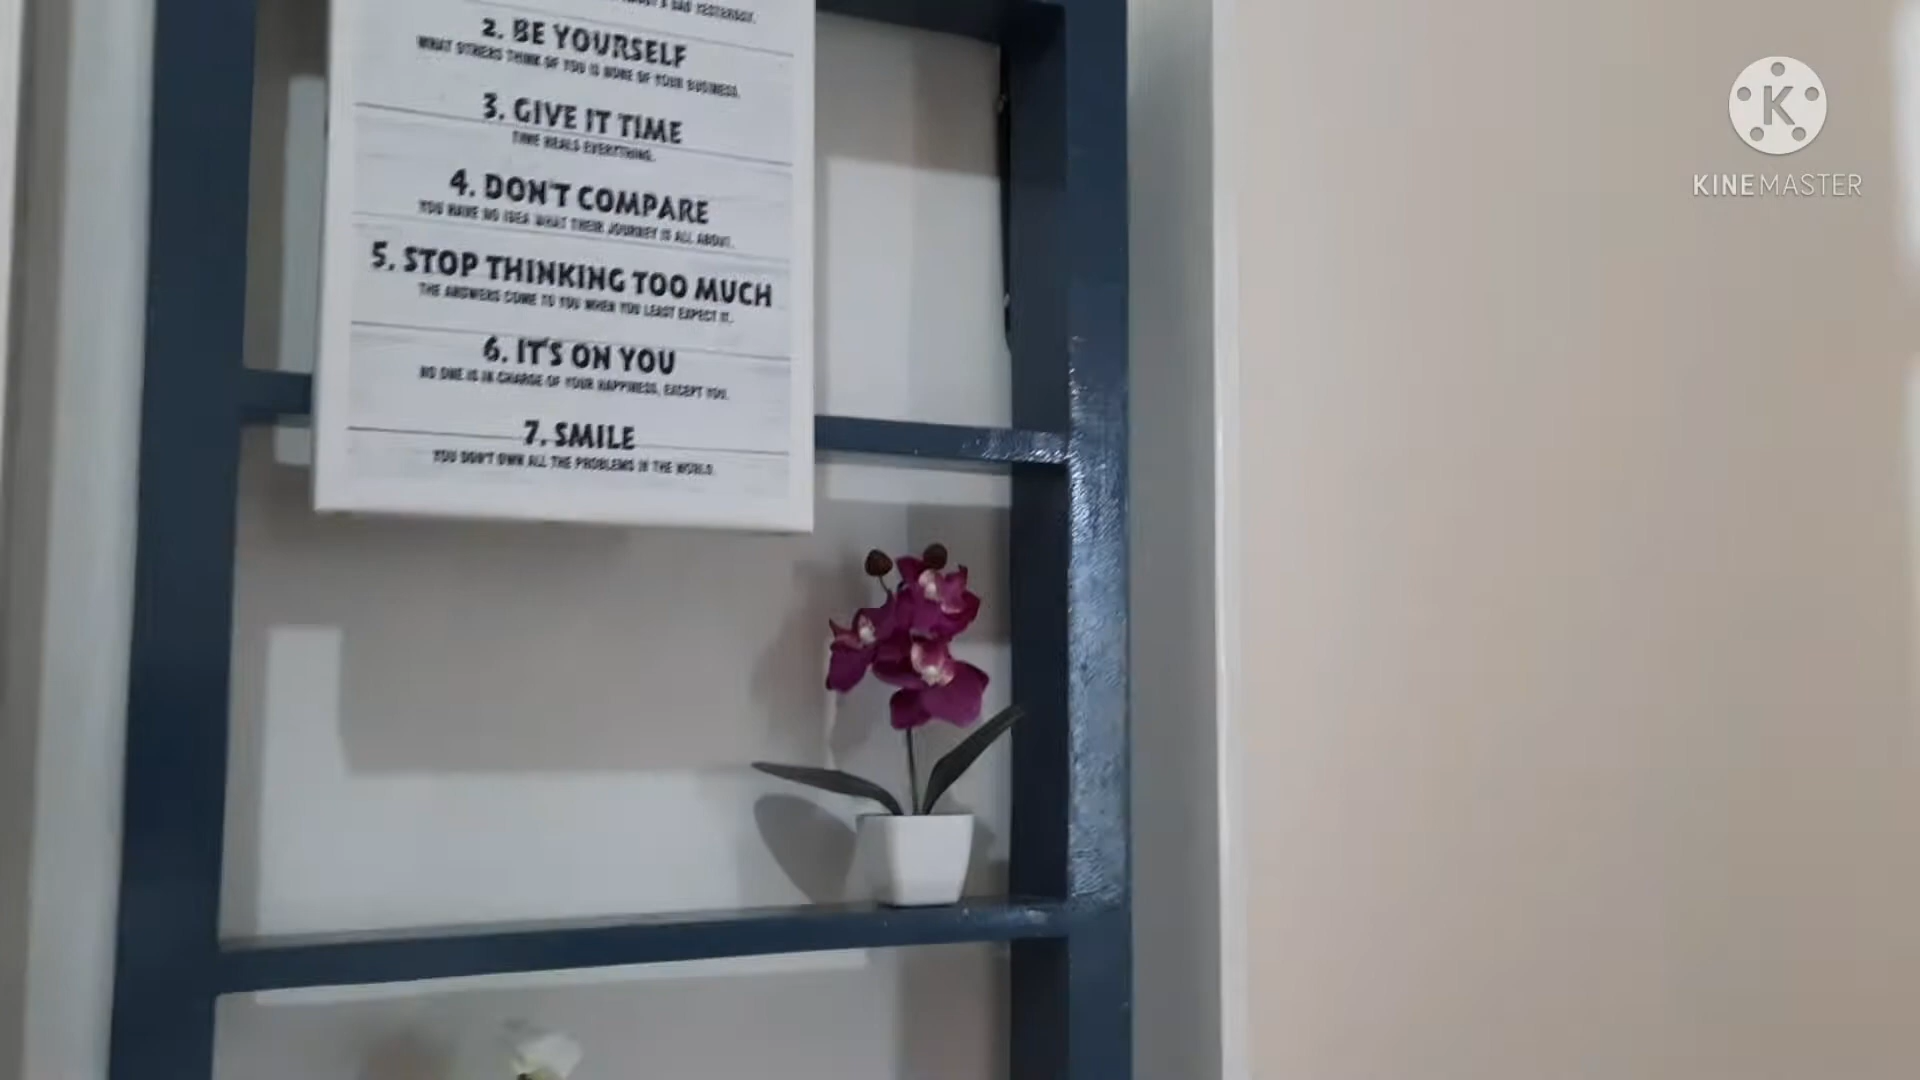 A BAD YESTERDAY.
2. BE YOURSELF
WHAT OTHERS THINK OF YOU IS NONE OF YOUR BUSINESS.
3. GIVE IT TIME
TIME HEALS EVERYTHING.
4. DON'T COMPARE
YOU HAVE NO IDEA WHAT THEIR JOURNEY IS ALL ABOUT.
5. STOP THINKING TOO MUCH
THE ANSWERS COME TO YOU WHEN YOU LEAST EXPECT IT.
6. IT'S ON YOU
NO ONE IS IN CHARGE OF YOUR HAPPINESS, EXCEPT YOU.
7. SMILE
YOU DON'T OWN ALL THE PROBLEMS IN THE WORLD.
K
KINEMASTER